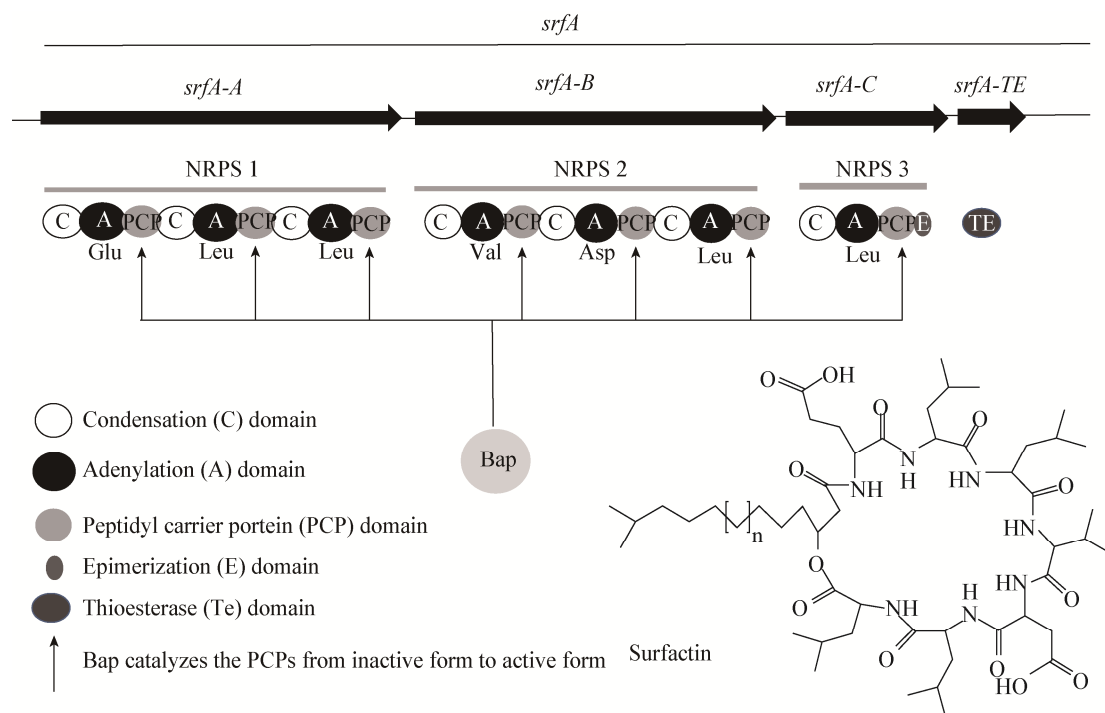 srfA
srfA-A srfA-B srfA-C srfA-TE
NRPS 1 NRPS 2 NRPS 3
C A PCP C A PCP C A PCP C A PCP C A PCP C A PCP C A PCP E TE
Glu Leu Leu Val Asp Leu Leu
Bap
Condensation (C) domain
Adenylation (A) domain
Peptidyl carrier portein (PCP) domain
Epimerization (E) domain
Thioesterase (Te) domain
Bap catalyzes the PCPs from inactive form to active form
O OH
O
O
O NH N H HN O
[ ]n
HN
O
O NH H N HN O
O O O
HO
Surfactin